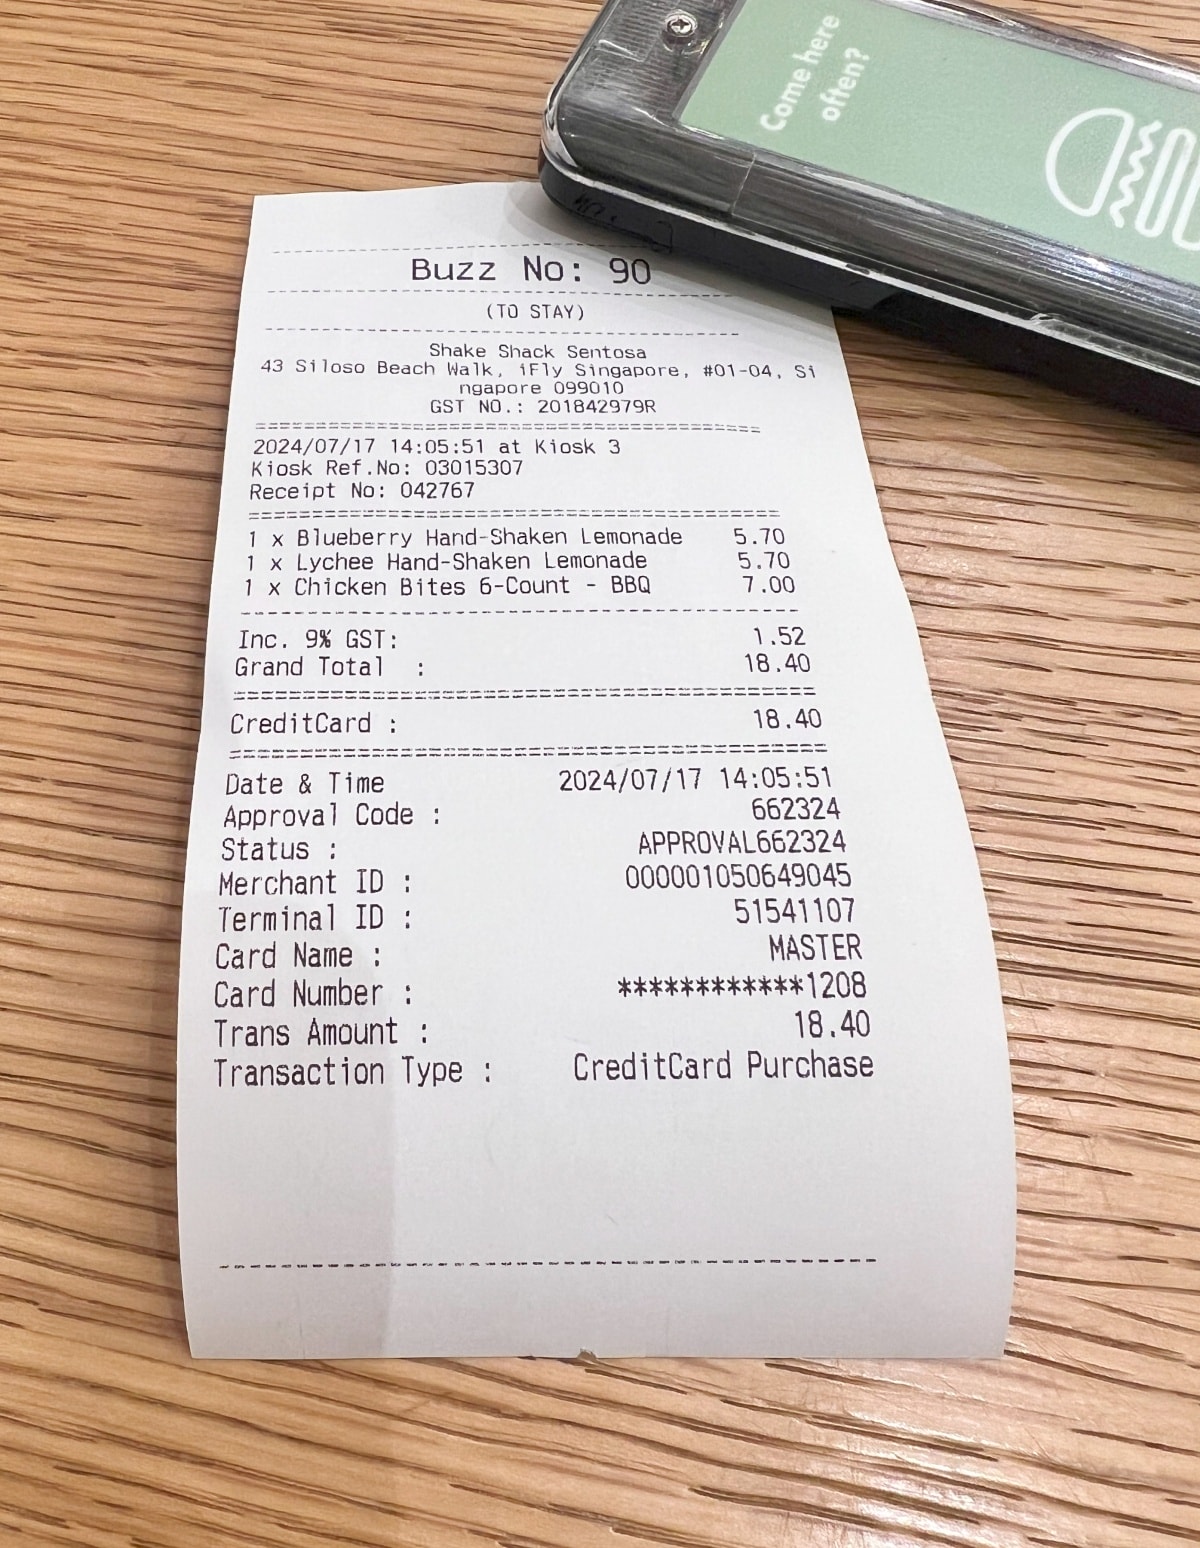 Come here
often?
Buzz No: 90
(TO STAY)
Shake Shack Sentosa
43 Siloso Beach Walk, iFly Singapore, #01-04, Si
ngapore 099010
GST NO.: 201842979R
2024/07/17 14:05:51 at Kiosk 3
Kiosk Ref.No: 03015307
Receipt No: 042767
1 x Blueberry Hand-Shaken Lemonade 5.70
1 x Lychee Hand-Shaken Lemonade 5.70
1 x Chicken Bites 6-Count - BBQ 7.00
Inc. 9% GST: 1.52
Grand Total : 18.40
CreditCard : 18.40
Date & Time 2024/07/17 14:05:51
Approval Code : 662324
Status : APPROVAL662324
Merchant ID : 000001050649045
Terminal ID : 51541107
Card Name : MASTER
Card Number : ************1208
Trans Amount : 18.40
Transaction Type : CreditCard Purchase